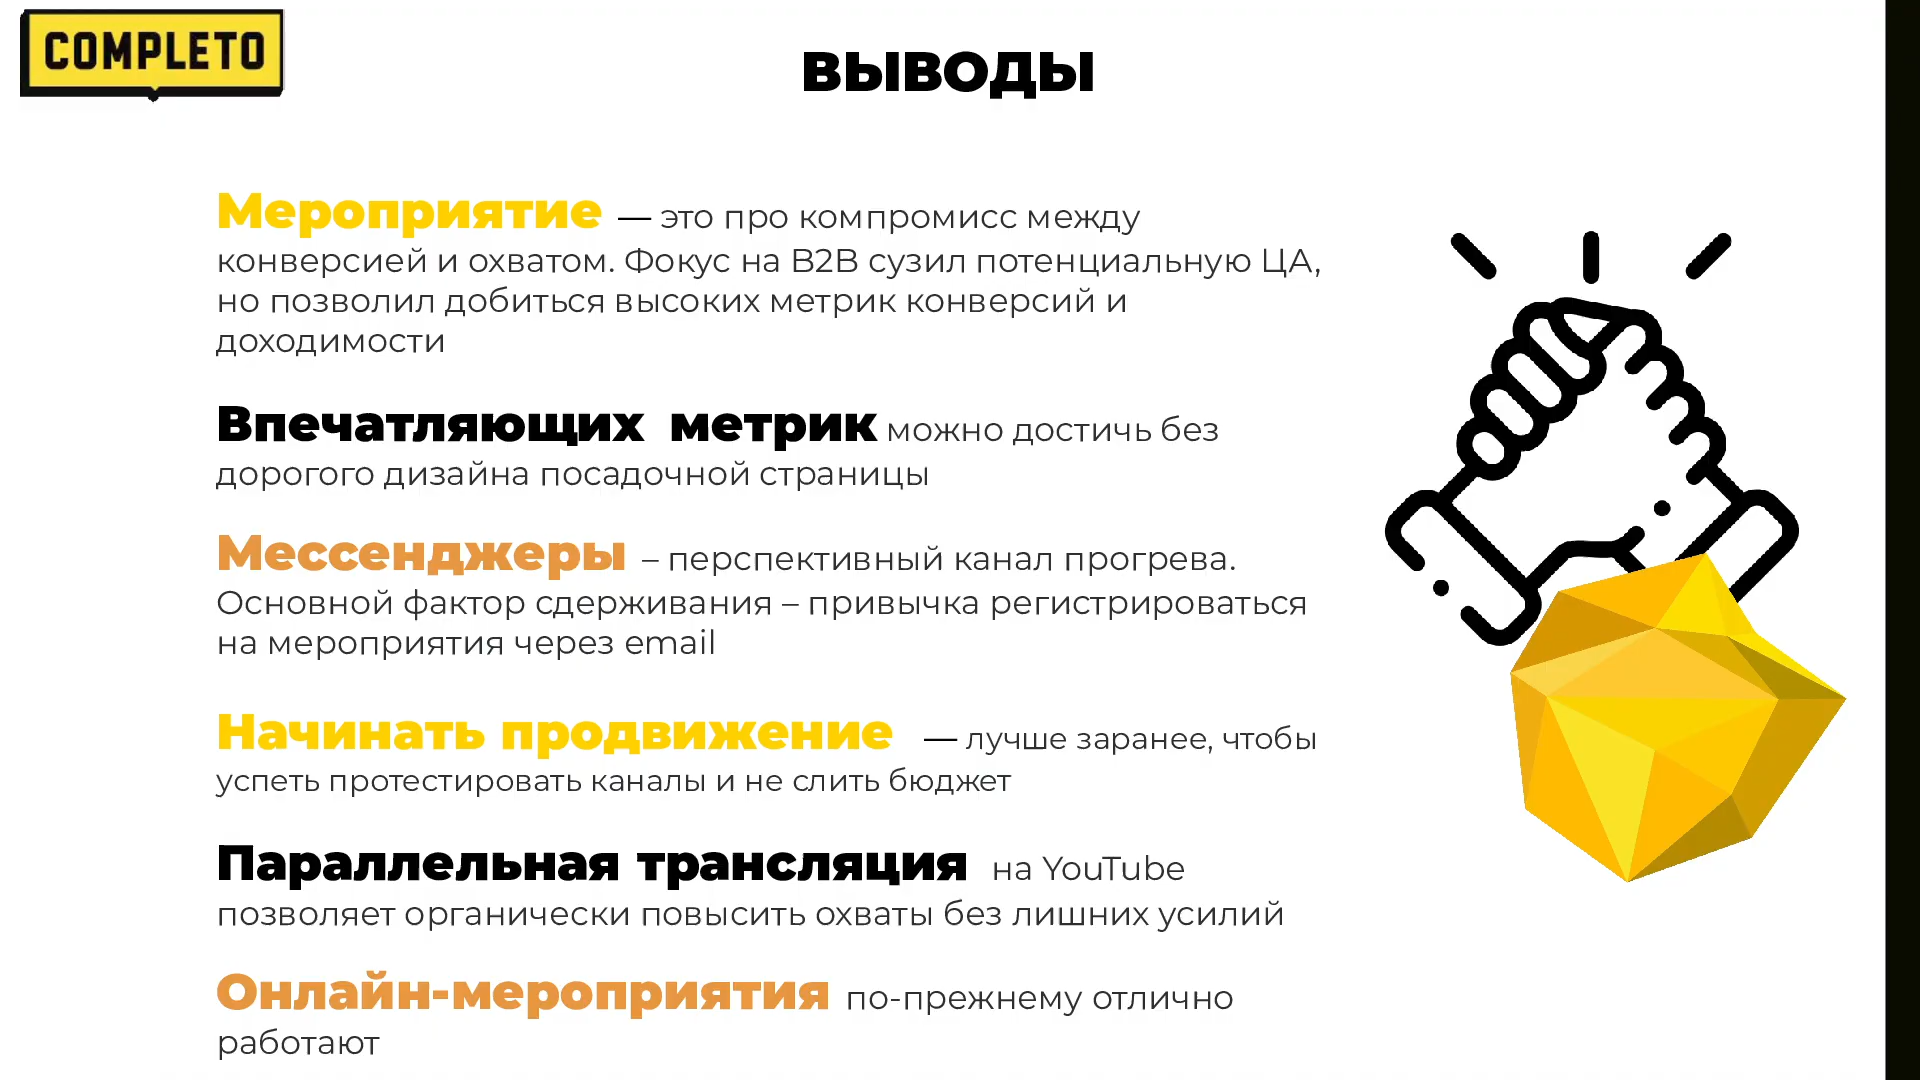 COMPLETO
ВЫВОДЫ
Мероприятие — это про компромисс между
конверсией и охватом. Фокус на B2B сузил потенциальную ЦА,
но позволил добиться высоких метрик конверсий и
доходимости
Впечатляющих метрик можно достичь без
дорогого дизайна посадочной страницы
Мессенджеры – перспективный канал прогрева.
Основной фактор сдерживания – привычка регистрироваться
на мероприятия через email
Начинать продвижение — лучше заранее, чтобы
успеть протестировать каналы и не слить бюджет
Параллельная трансляция на YouTube
позволяет органически повысить охваты без лишних усилий
Онлайн-мероприятия по-прежнему отлично
работают